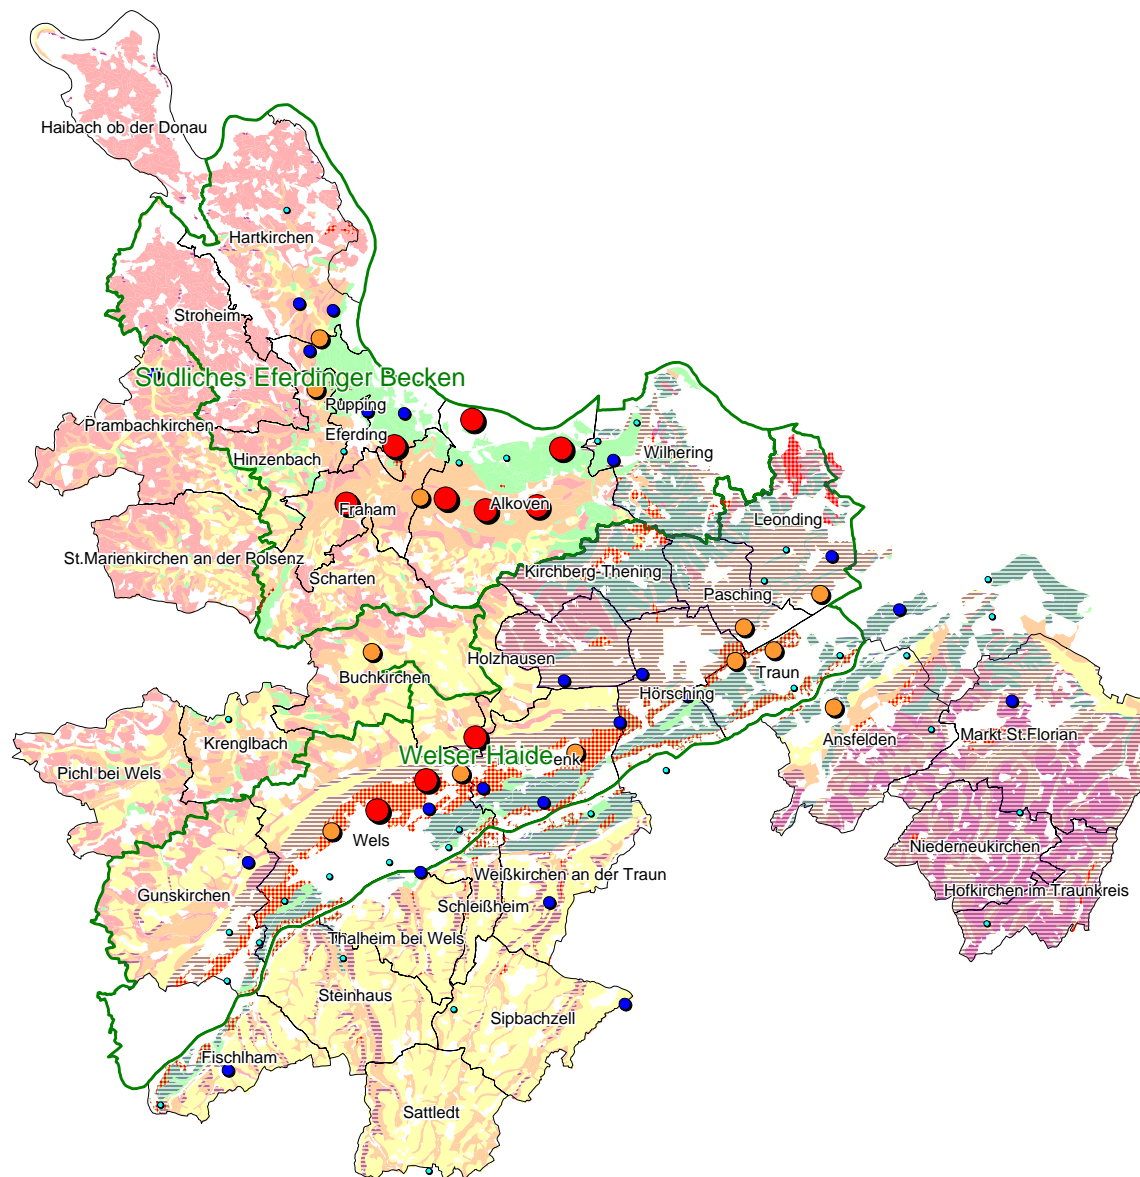 Haibach ob der Donau
Hartkirchen
Stroheim
Südliches Eferdinger Becken
Pupping
Prambachkirchen
Eferding
Hinzenbach
Wilhering
Fraham
Alkoven
Leonding
St.Marienkirchen an der Polsenz
Scharten
Kirchberg-Thening
Pasching
Holzhausen
Buchkirchen
Traun
Hörsching
Krenglbach
Ansfelden
Markt St.Florian
Welser Haide
enk
Pichl bei Wels
Wels
Niederneukirchen
Weißkirchen an der Traun
Gunskirchen
Hofkirchen im Traunkreis
Schleißheim
Thalheim bei Wels
Steinhaus
Sipbachzell
Fischlham
Sattledt